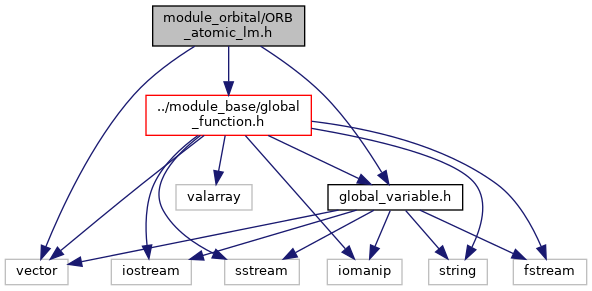 module_orbital/ORB
_atomic_lm.h
../module_base/global
_function.h
valarray
global_variable.h
vector
iostream
sstream
iomanip
string
fstream